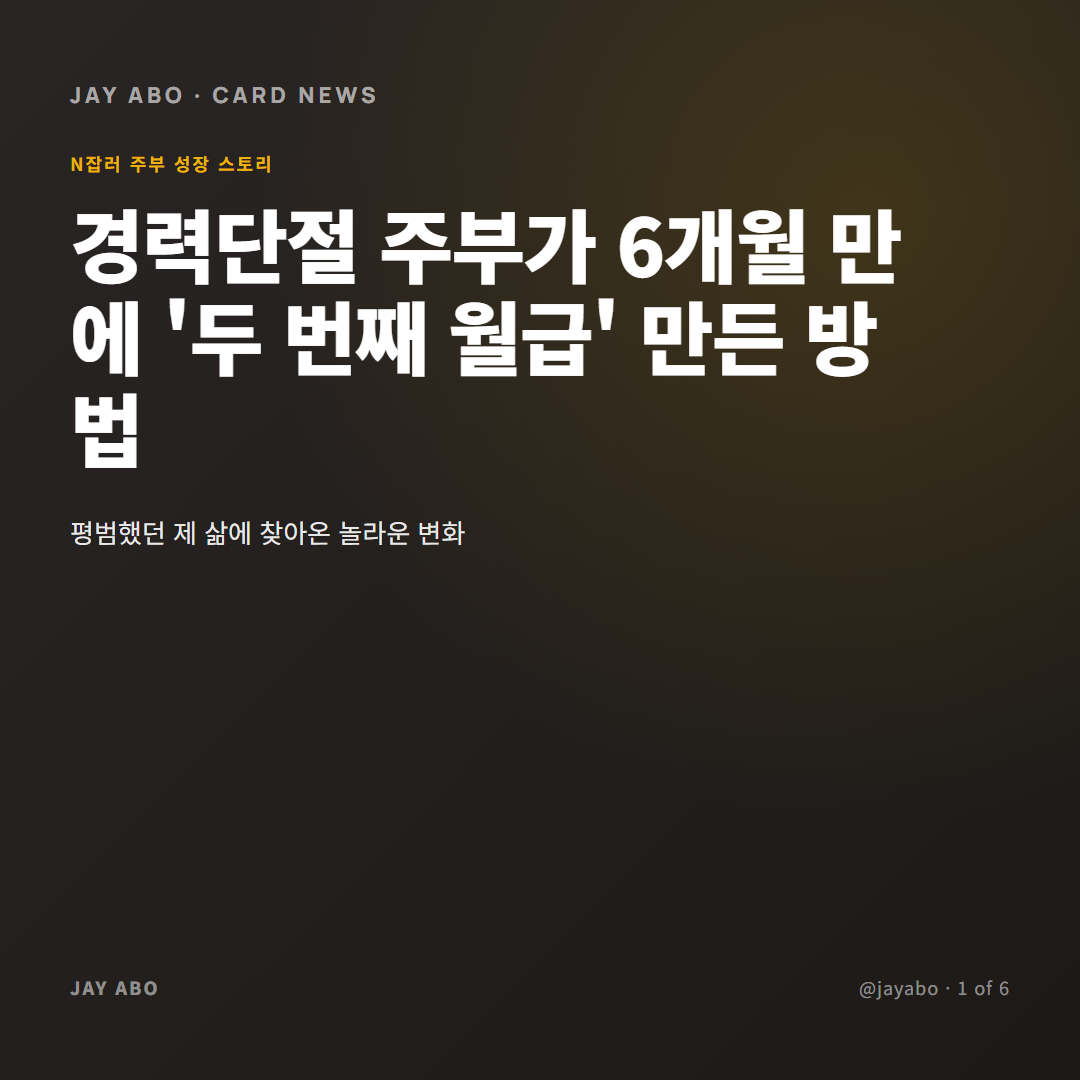 JAY ABO · CARD NEWS
N잡러 주부 성장 스토리
경력단절 주부가 6개월 만
에 '두 번째 월급' 만든 방
법
평범했던 제 삶에 찾아온 놀라운 변화
JAY ABO
@jayabo · 1 of 6